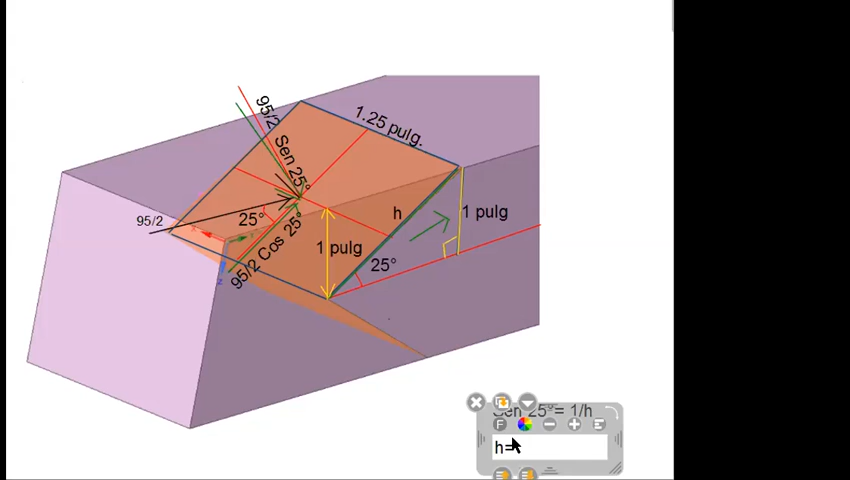 95/2 Sen 25°
1.25 pulg.
95/2
25°
h
1 pulg
1 pulg
95/2 Cos 25°
25°
Sen 25°= 1/h
F
h=